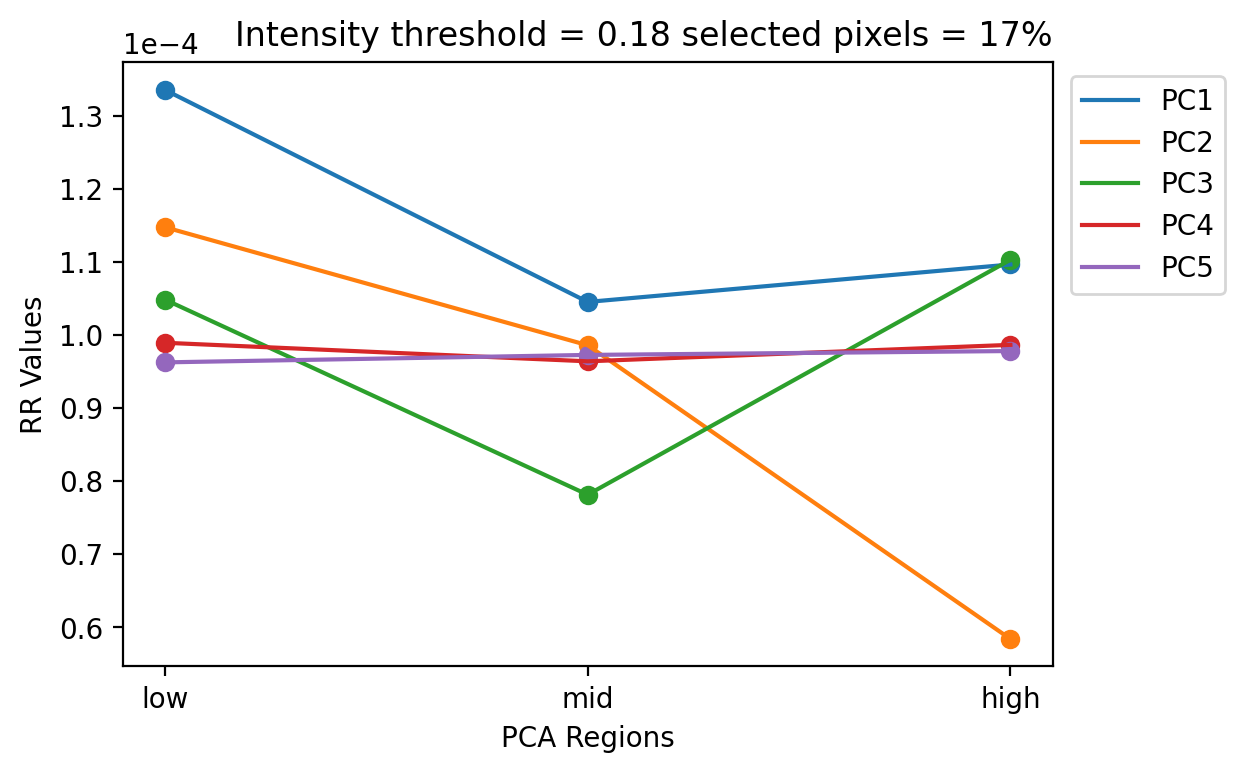 Intensity threshold = 0.18 selected pixels = 17%
1e−4
1.3
1.2
1.1
1.0
0.9
0.8
0.7
0.6
RR Values
low
mid
high
PCA Regions
PC1
PC2
PC3
PC4
PC5